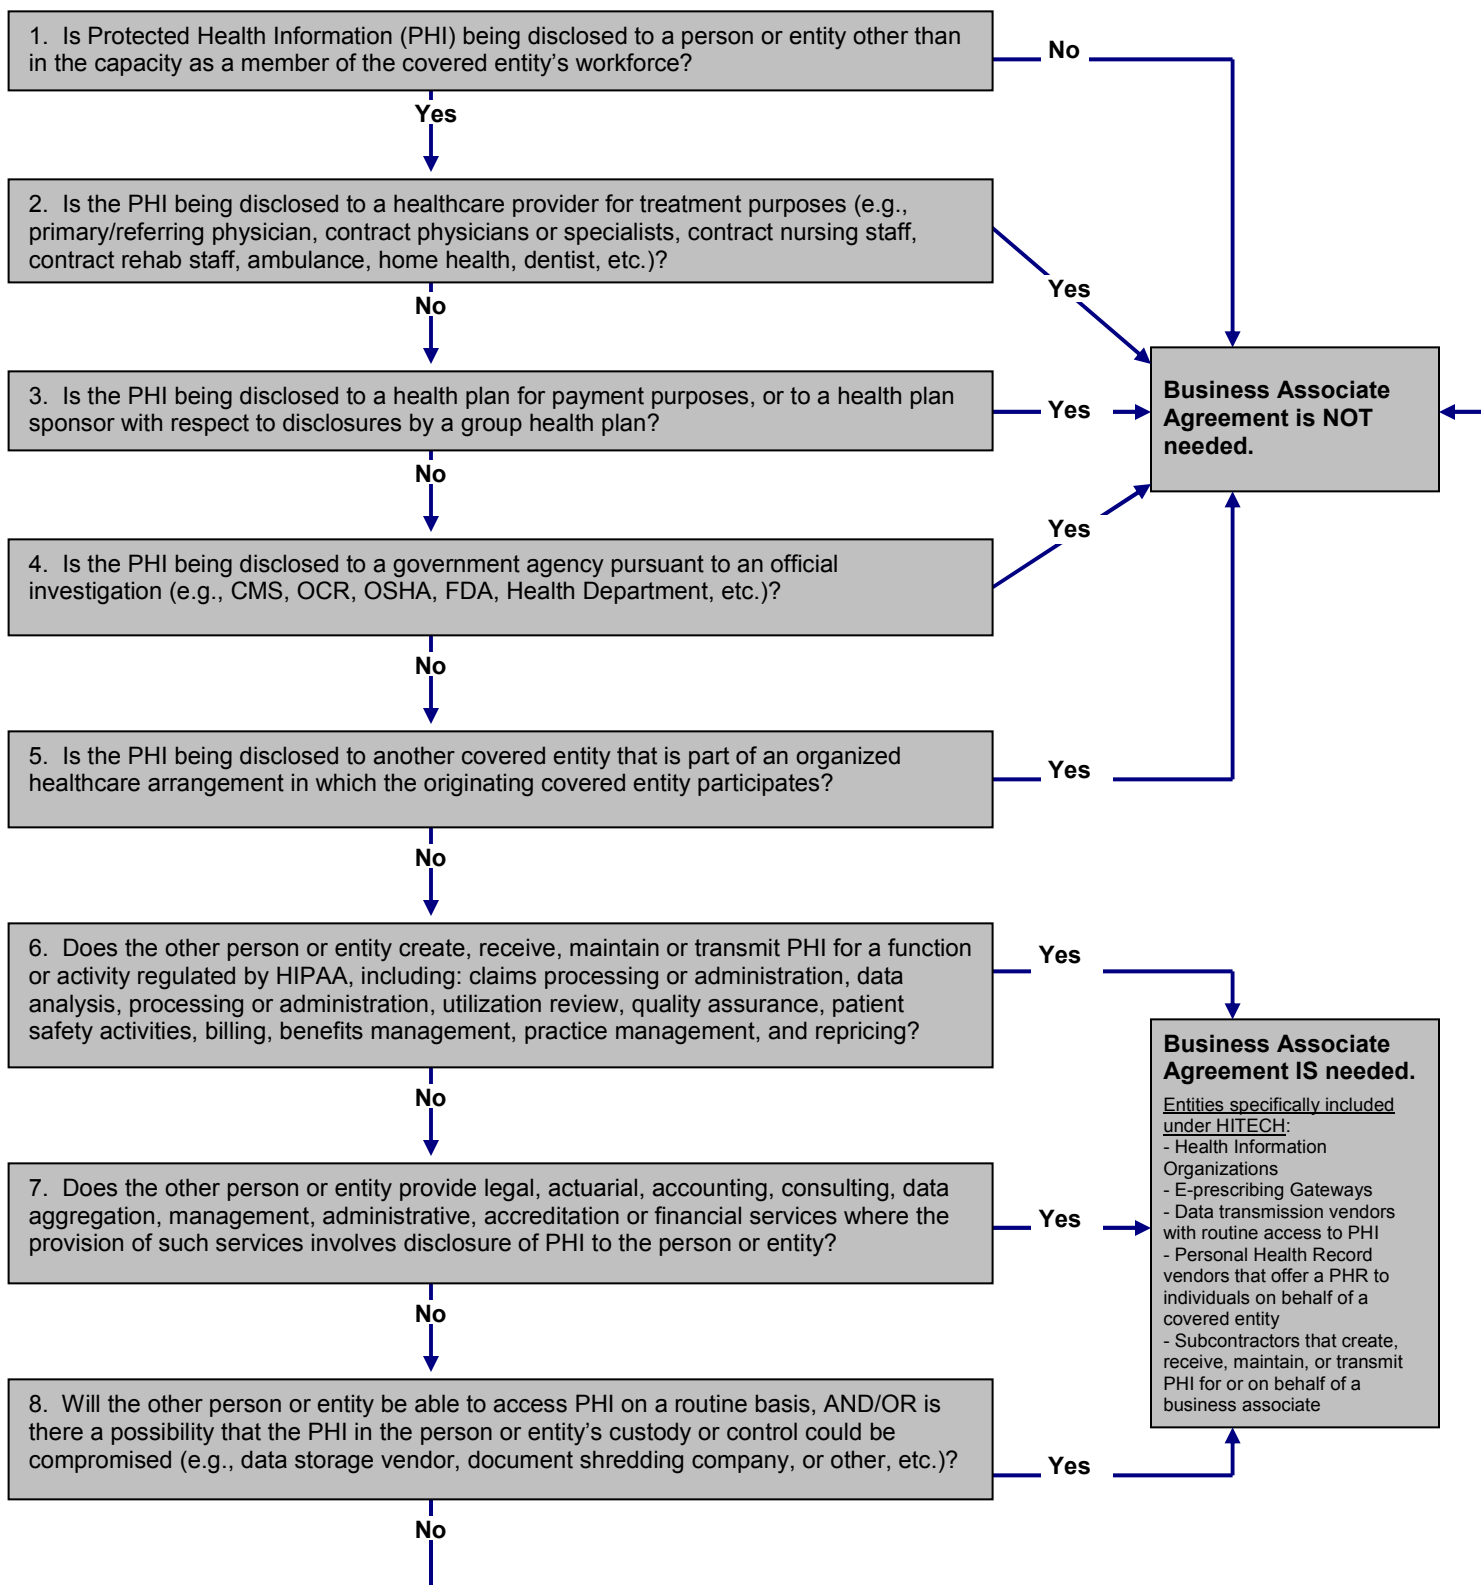 1.  Is Protected Health Information (PHI) being disclosed to a person or entity other than
in the capacity as a member of the covered entity's workforce?
No
Yes
2.  Is the PHI being disclosed to a healthcare provider for treatment purposes (e.g.,
primary/referring physician, contract physicians or specialists, contract nursing staff,
contract rehab staff, ambulance, home health, dentist, etc.)?
Yes
No
3.  Is the PHI being disclosed to a health plan for payment purposes, or to a health plan
sponsor with respect to disclosures by a group health plan?
Yes
Business Associate
Agreement is NOT
needed.
No
4.  Is the PHI being disclosed to a government agency pursuant to an official
investigation (e.g., CMS, OCR, OSHA, FDA, Health Department, etc.)?
Yes
No
5.  Is the PHI being disclosed to another covered entity that is part of an organized
healthcare arrangement in which the originating covered entity participates?
Yes
No
6.  Does the other person or entity create, receive, maintain or transmit PHI for a function
or activity regulated by HIPAA, including: claims processing or administration, data
analysis, processing or administration, utilization review, quality assurance, patient
safety activities, billing, benefits management, practice management, and repricing?
Yes
No
Business Associate
Agreement IS needed.
Entities specifically included
under HITECH:
- Health Information
Organizations
- E-prescribing Gateways
- Data transmission vendors
with routine access to PHI
- Personal Health Record
vendors that offer a PHR to
individuals on behalf of a
covered entity
- Subcontractors that create,
receive, maintain, or transmit
PHI for or on behalf of a
business associate
7.  Does the other person or entity provide legal, actuarial, accounting, consulting, data
aggregation, management, administrative, accreditation or financial services where the
provision of such services involves disclosure of PHI to the person or entity?
Yes
No
8.  Will the other person or entity be able to access PHI on a routine basis, AND/OR is
there a possibility that the PHI in the person or entity's custody or control could be
compromised (e.g., data storage vendor, document shredding company, or other, etc.)?
Yes
No